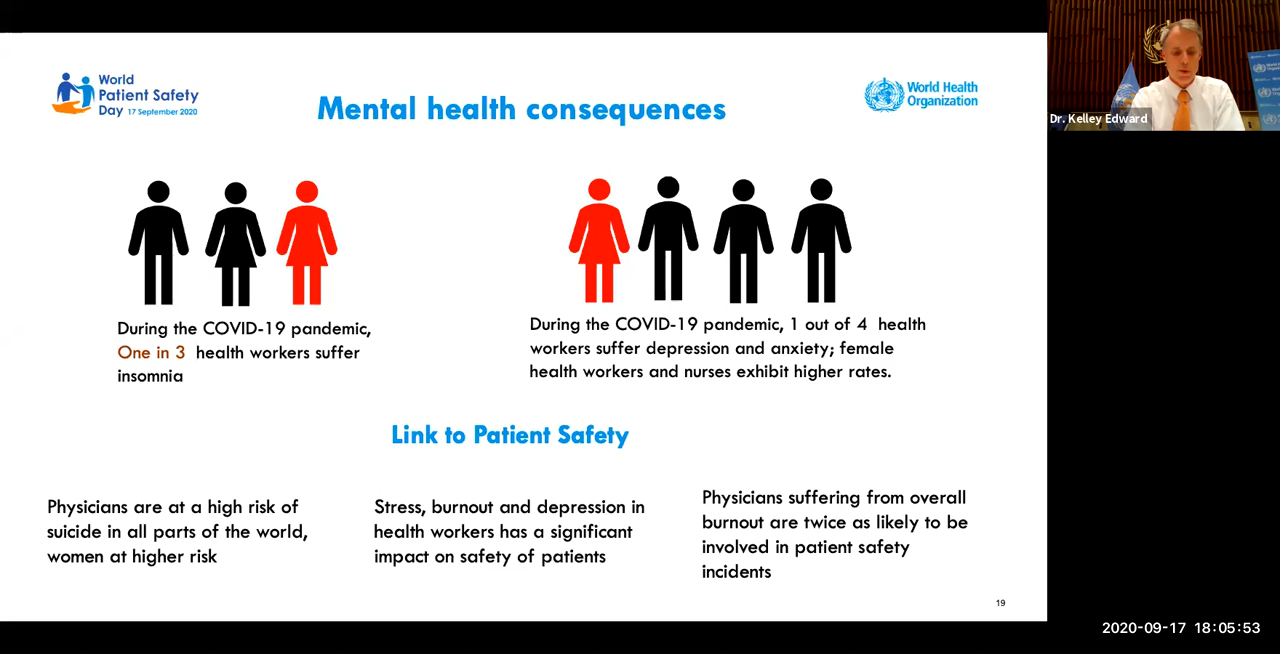 World
Patient Safety
Day 17 September 2020
Mental health consequences
World Health
Organization
Dr. Kelley Edward
During the COVID-19 pandemic,
One in 3 health workers suffer
insomnia
During the COVID-19 pandemic, 1 out of 4 health
workers suffer depression and anxiety; female
health workers and nurses exhibit higher rates.
Link to Patient Safety
Physicians are at a high risk of
suicide in all parts of the world,
women at higher risk
Stress, burnout and depression in
health workers has a significant
impact on safety of patients
Physicians suffering from overall
burnout are twice as likely to be
involved in patient safety
incidents
19
2020-09-17 18:05:53